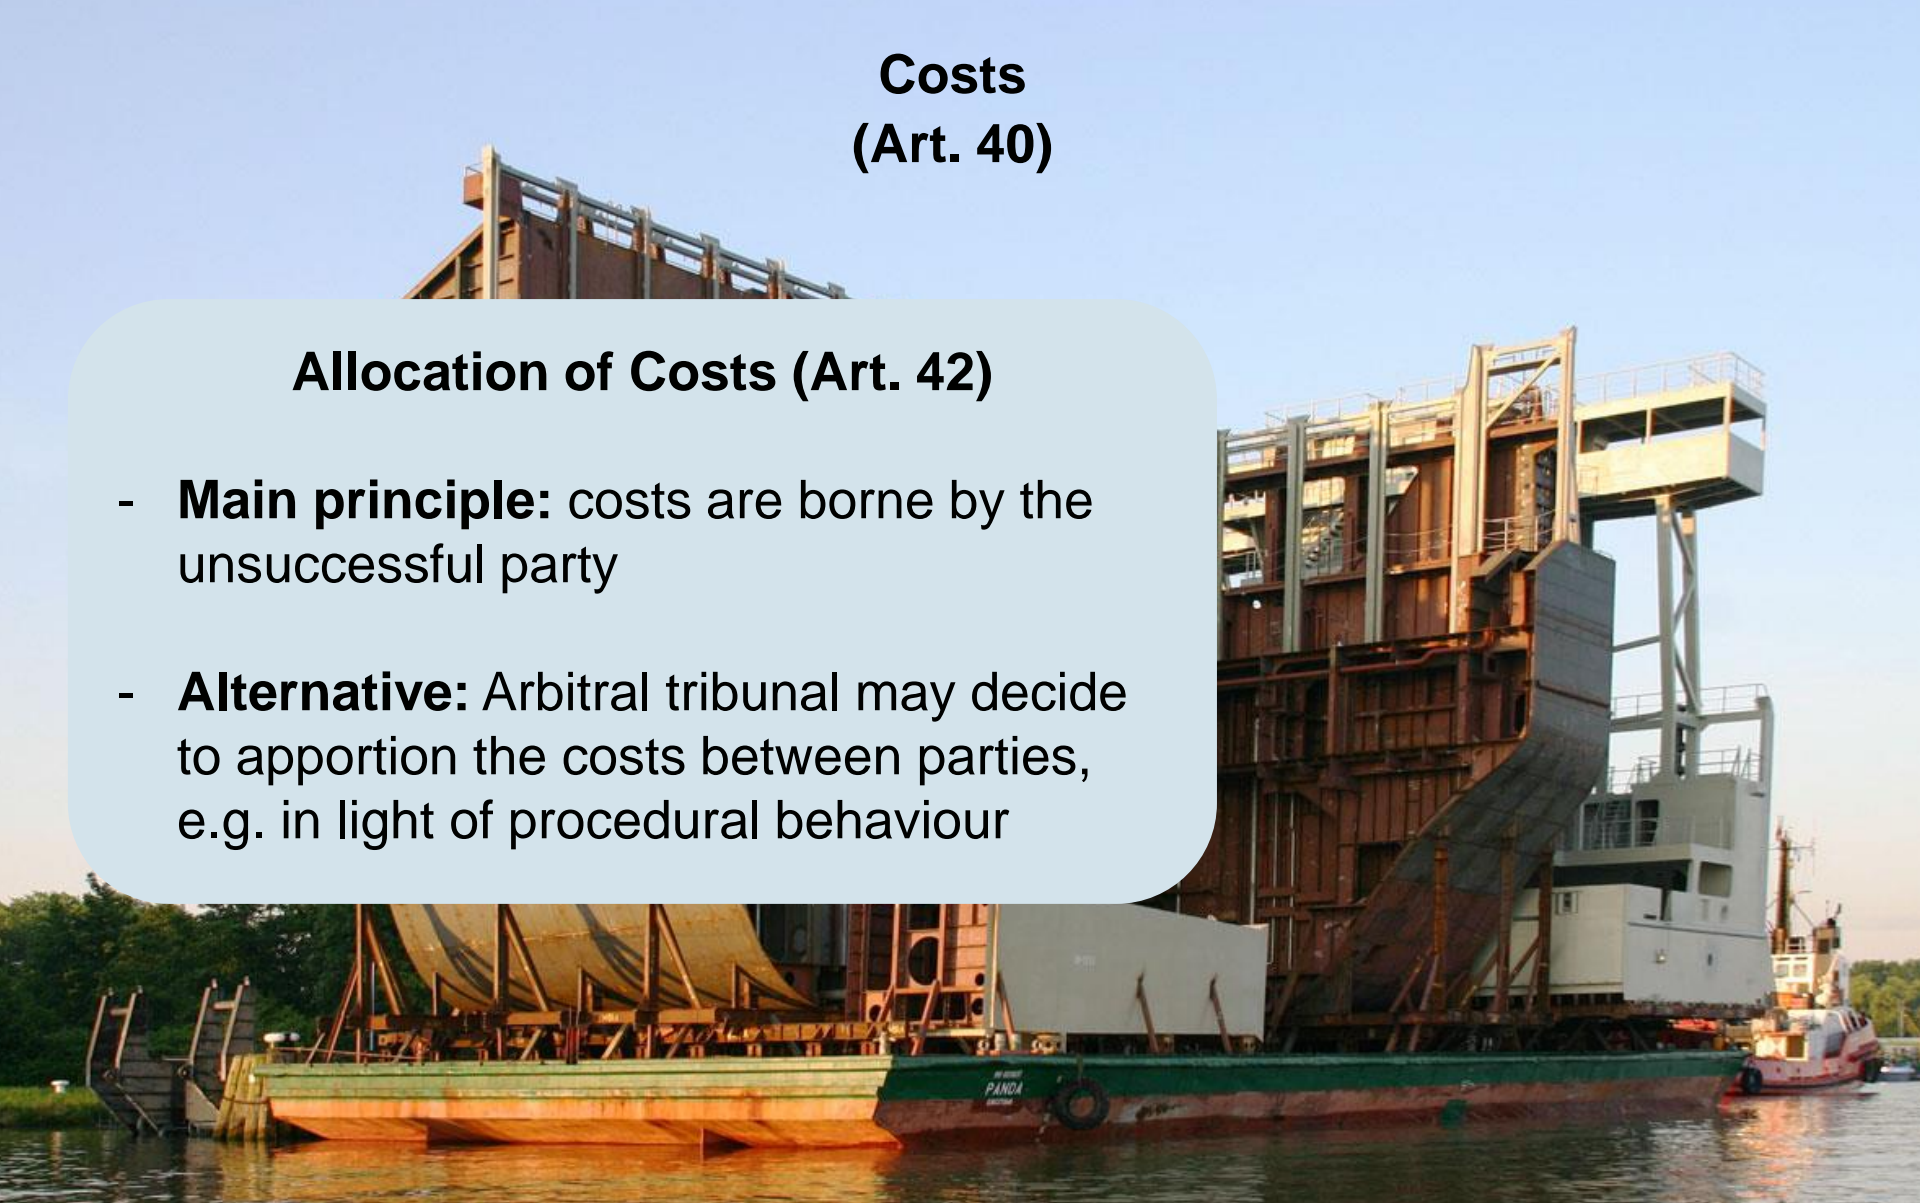 Costs
(Art. 40)
Allocation of Costs (Art. 42)
- Main principle: costs are borne by the
unsuccessful party
- Alternative: Arbitral tribunal may decide
to apportion the costs between parties,
e.g. in light of procedural behaviour
PANDA